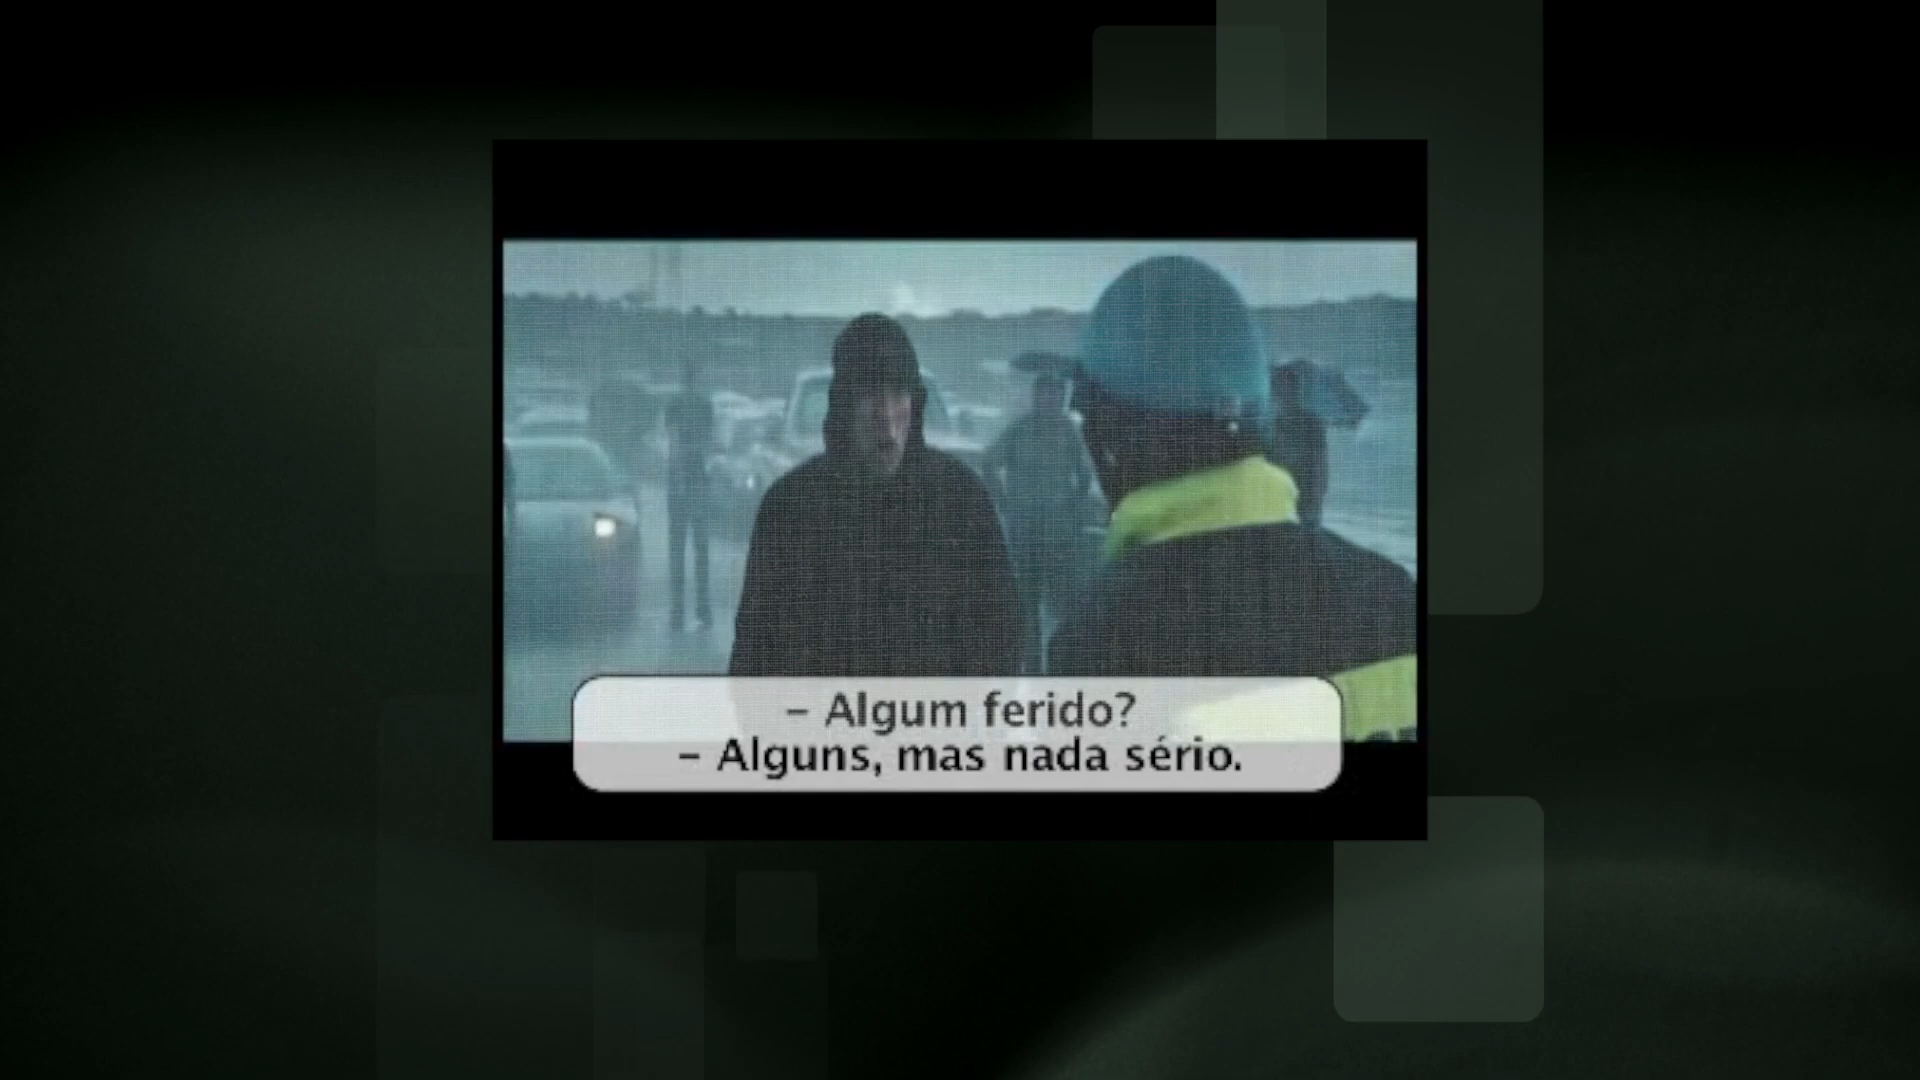 – Algum ferido?
– Alguns, mas nada sério.